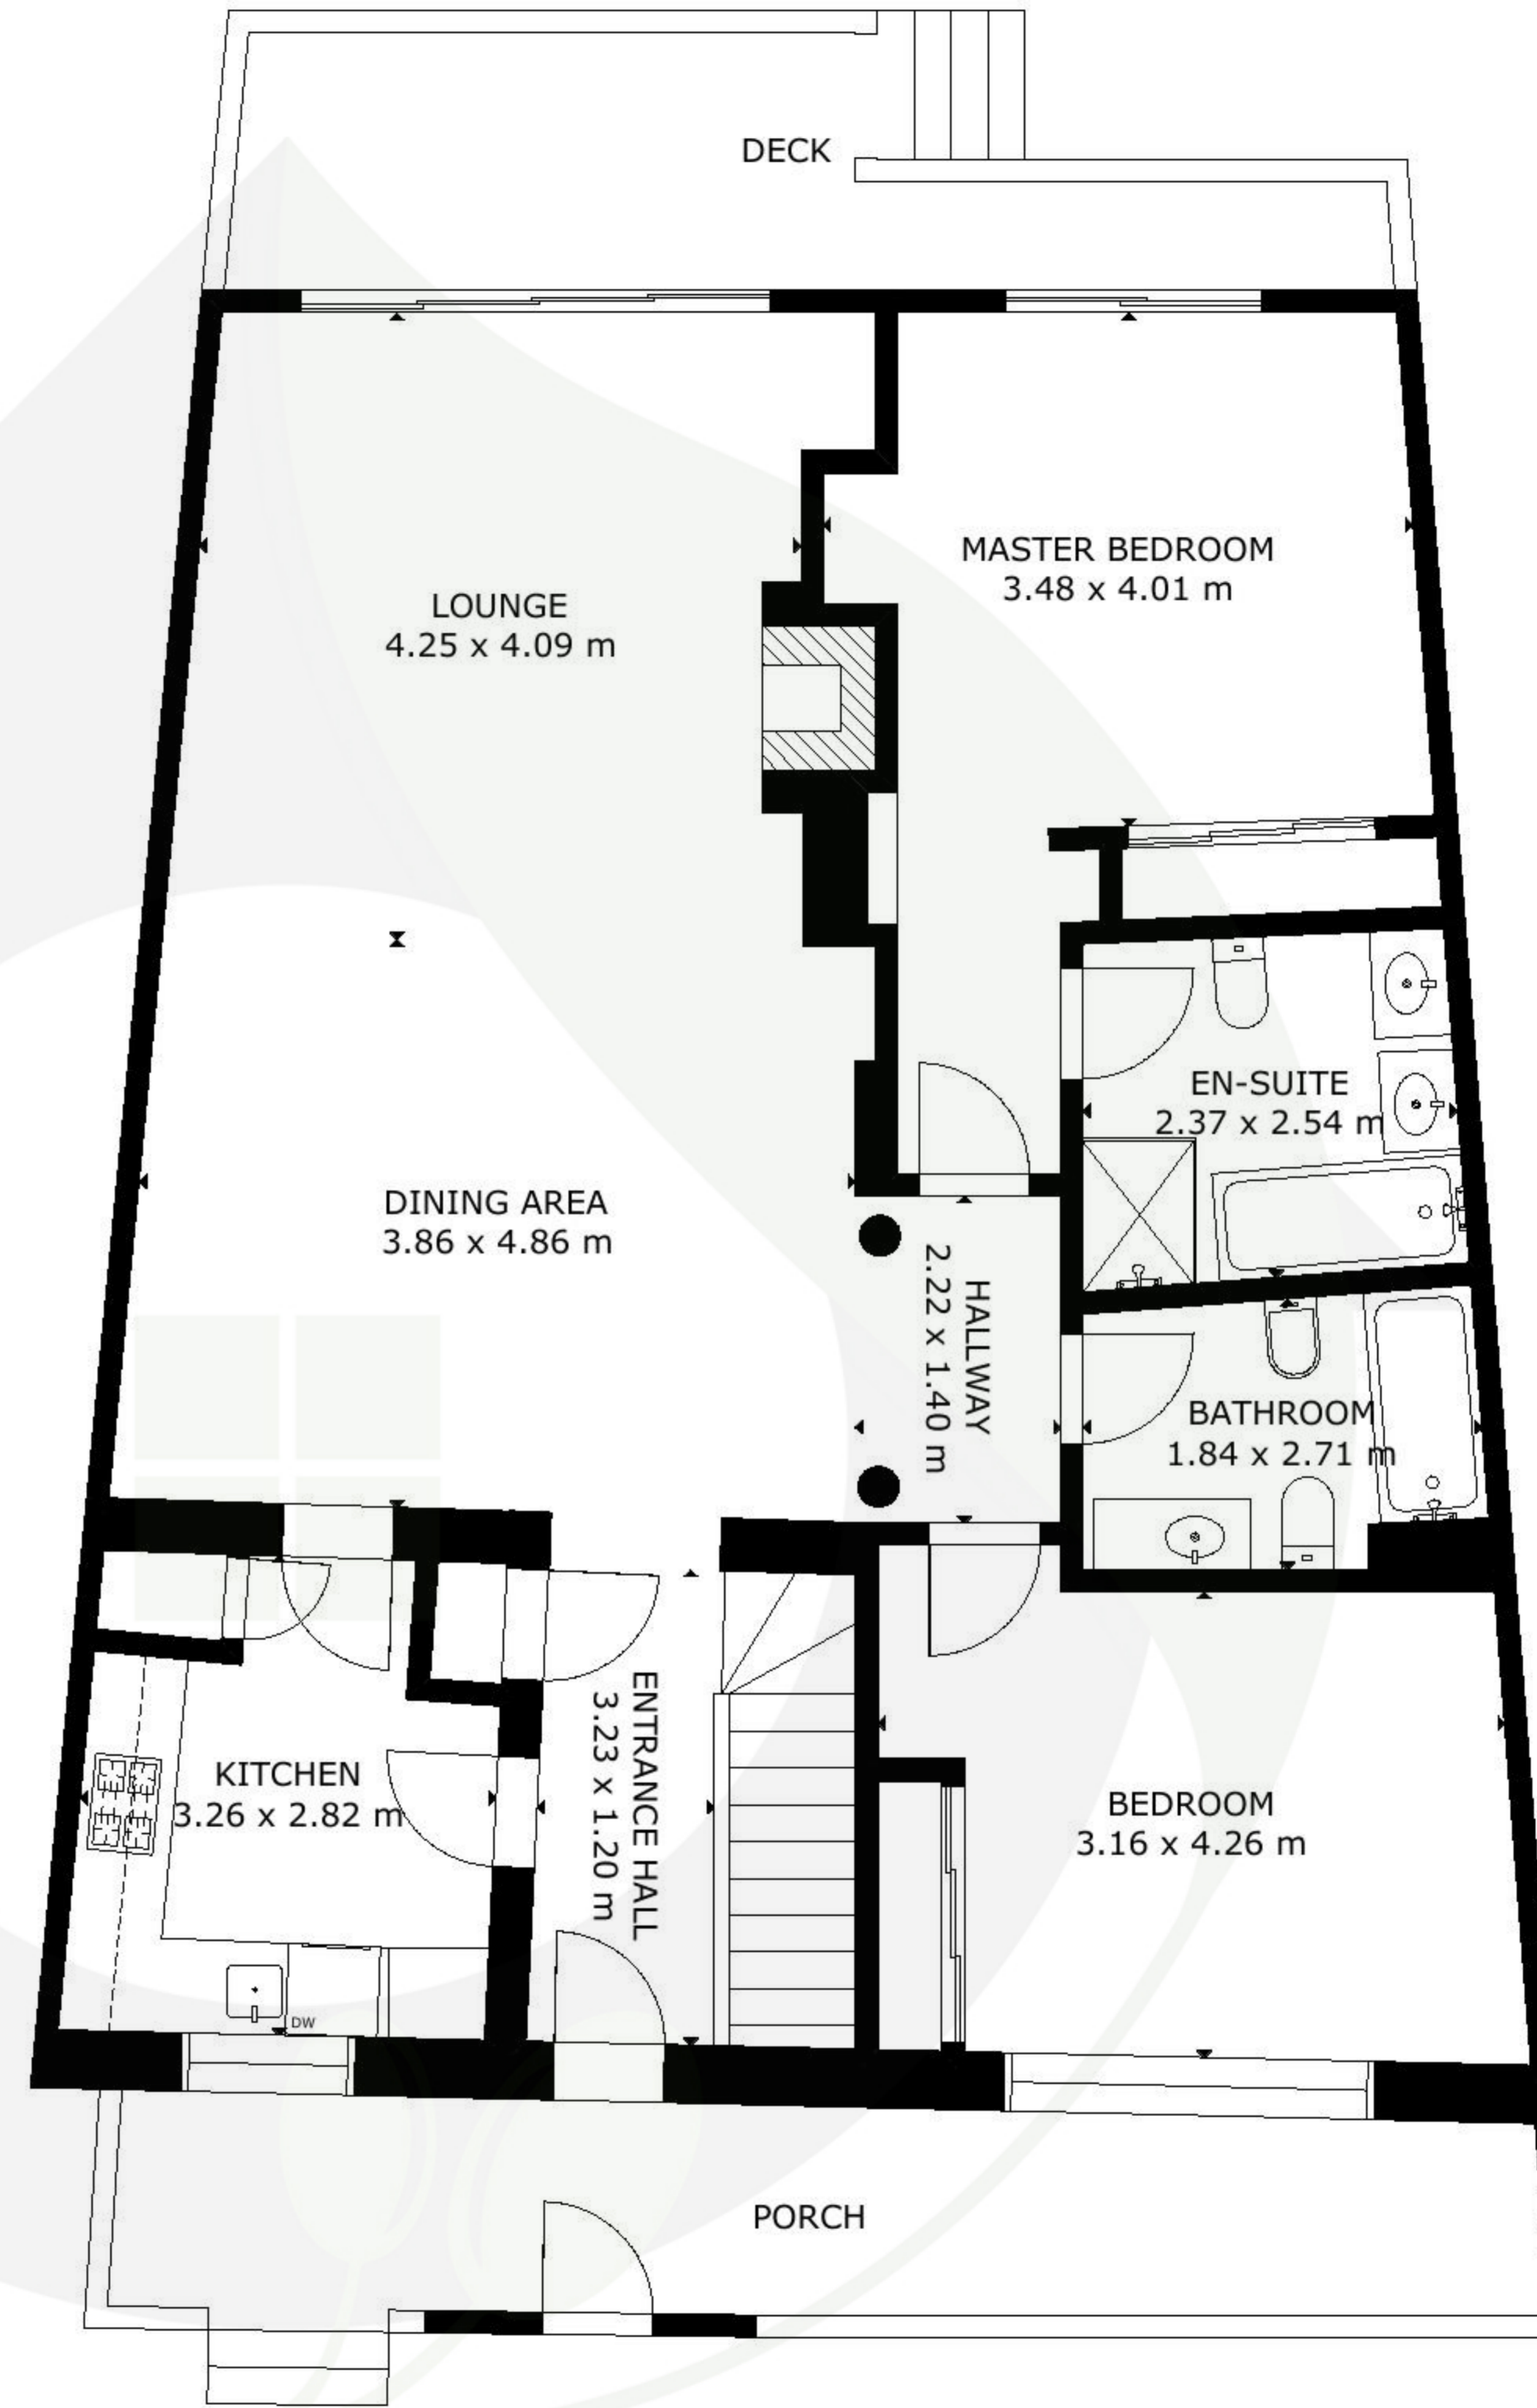 DECK
MASTER BEDROOM
3.48 x 4.01 m
LOUNGE
4.25 x 4.09 m
EN-SUITE
2.37 x 2.54 m
DINING AREA
3.86 x 4.86 m
HALLWAY
2.22 x 1.40 m
BATHROOM
1.84 x 2.71 m
ENTRANCE HALL
3.23 x 1.20 m
KITCHEN
3.26 x 2.82 m
BEDROOM
3.16 x 4.26 m
DW
PORCH